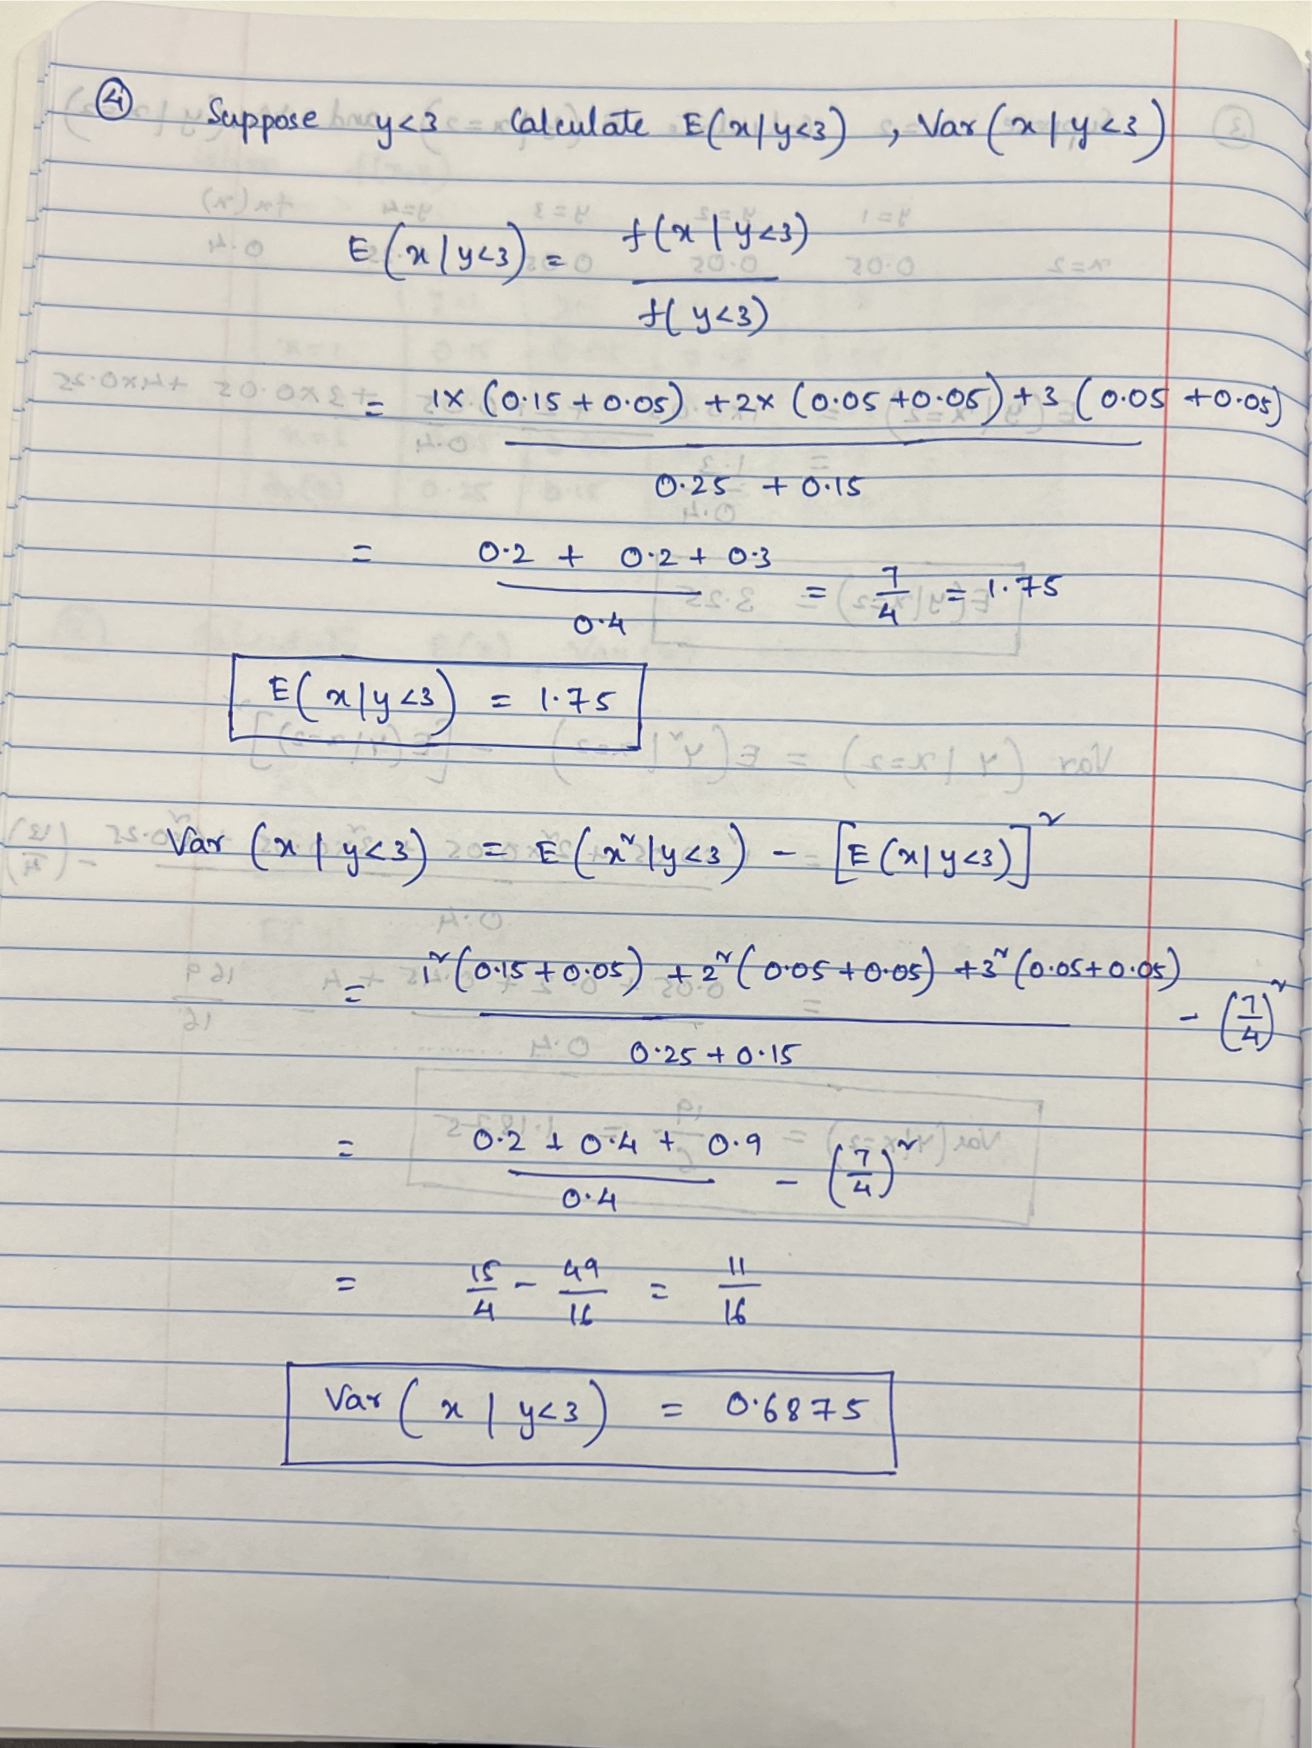 ④ Suppose y<3 Calculate E(x|y<3) , Var(x|y<3)
E(x|y<3) = f(x|y<3)
f(y<3)
= 1× (0.15 + 0.05) + 2× (0.05 + 0.05) + 3 (0.05 + 0.05)
0.25 + 0.15
= 0.2 + 0.2 + 0.3 = 7/4 = 1.75
0.4
E(x|y<3) = 1.75
Var (x|y<3) = E(x²|y<3) - [E(x|y<3)]²
= 1²(0.15+0.05) + 2²(0.05+0.05) + 3²(0.05+0.05) - (7/4)²
0.25 + 0.15
= 0.2 + 0.4 + 0.9 - (7/4)²
0.4
= 15/4 - 49/16 = 11/16
Var (x|y<3) = 0.6875